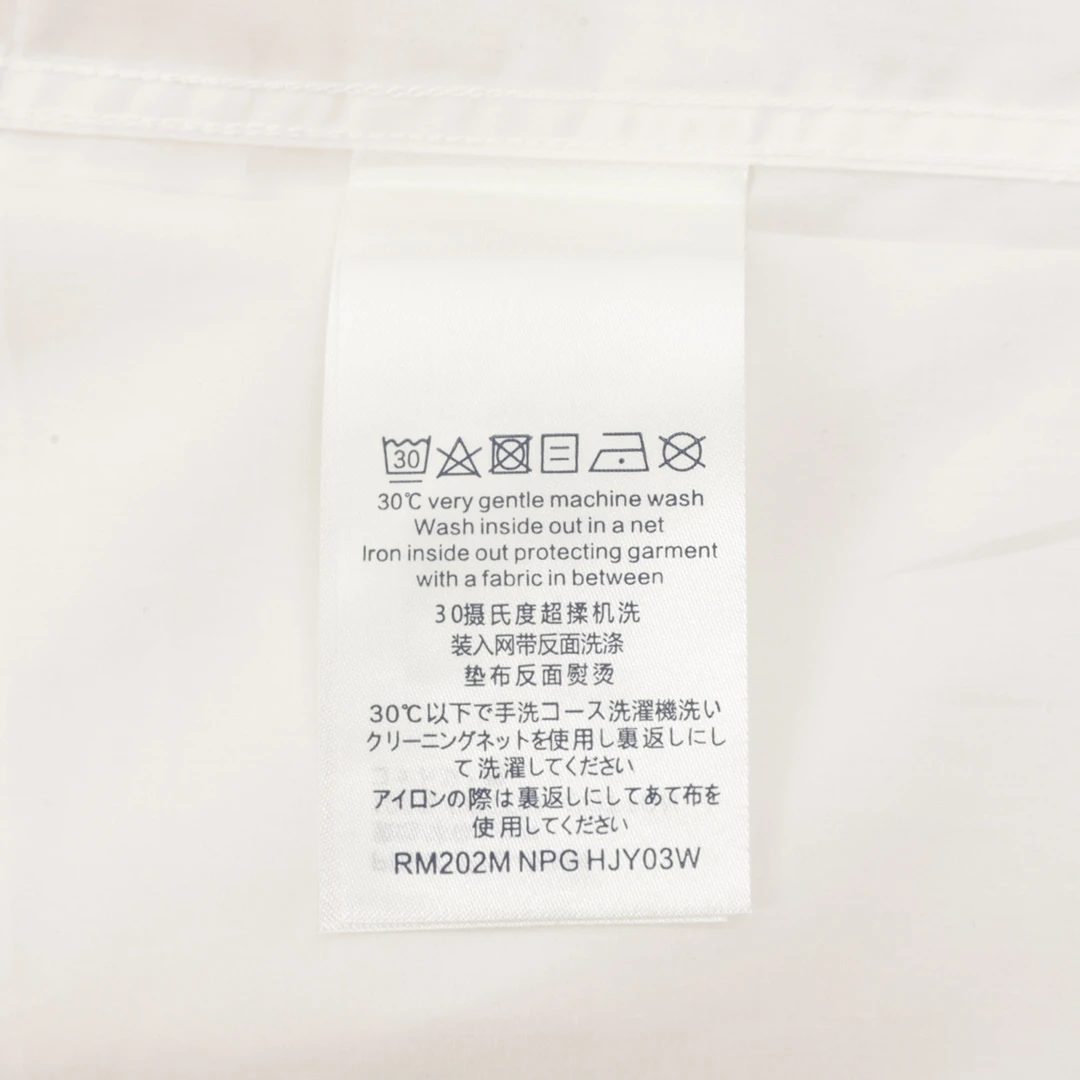 30
30℃ very gentle machine wash
Wash inside out in a net
Iron inside out protecting garment
with a fabric in between
30摄氏度超揉机洗
装入网带反面洗涤
垫布反面熨烫
30℃以下で手洗コース洗濯機洗い
クリーニングネットを使用し裏返しにし
て洗濯してください
アイロンの際は裏返しにしてあて布を
使用してください
RM202M NPG HJY03W